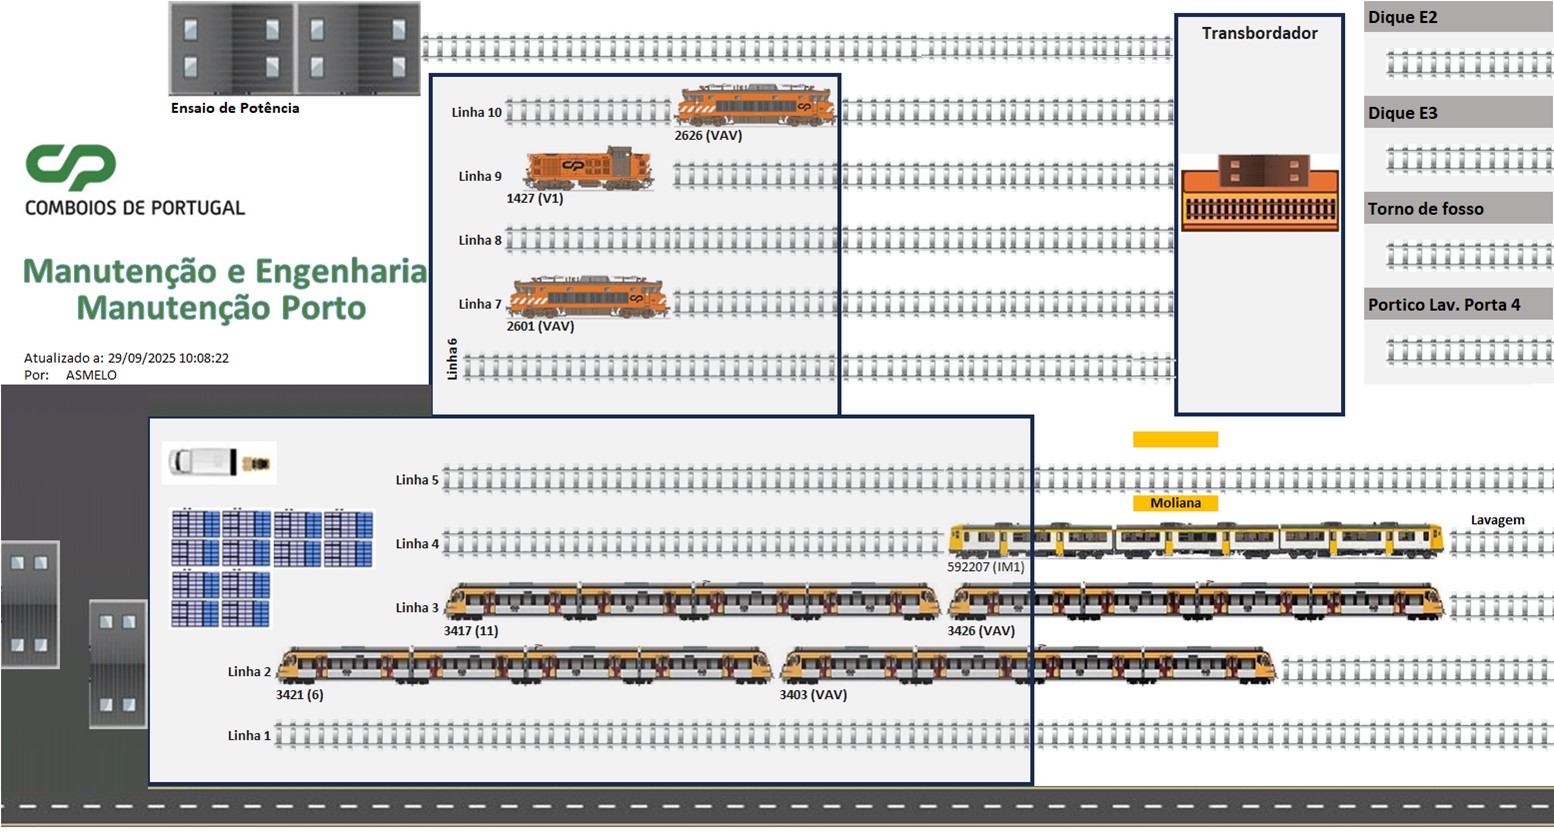 Ensaio de Potência
COMBOIOS DE PORTUGAL
Manutenção e Engenharia
Manutenção Porto
Atualizado a: 29/09/2025 10:08:22
Por: ASMELO
Linha 10
2626 (VAV)
Linha 9
1427 (V1)
Linha 8
Linha 7
2601 (VAV)
Linha6
Transbordador
Dique E2
Dique E3
Torno de fosso
Portico Lav. Porta 4
Linha 5
Moliana
Lavagem
Linha 4
592207 (IM1)
Linha 3
3417 (11)
3426 (VAV)
Linha 2
3421 (6)
3403 (VAV)
Linha 1